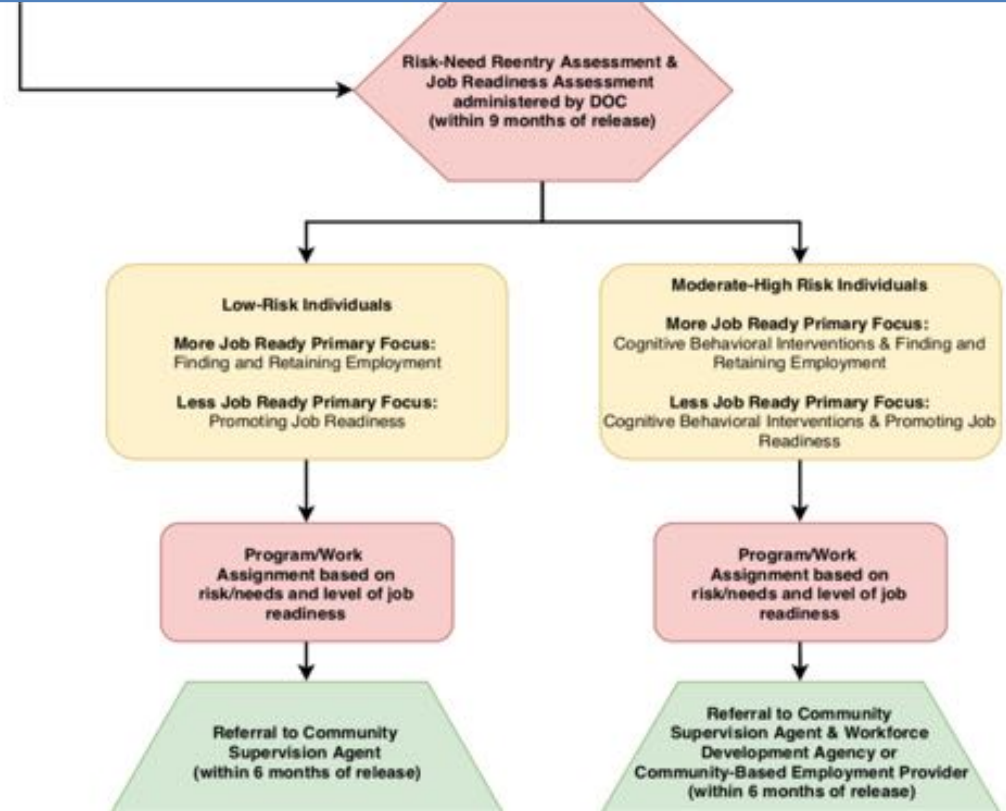 Risk-Need Reentry Assessment &
Job Readiness Assessment
administered by DOC
(within 9 months of release)
Low-Risk Individuals
More Job Ready Primary Focus:
Finding and Retaining Employment
Less Job Ready Primary Focus:
Promoting Job Readiness
Moderate-High Risk Individuals
More Job Ready Primary Focus:
Cognitive Behavioral Interventions & Finding and
Retaining Employment
Less Job Ready Primary Focus:
Cognitive Behavioral Interventions & Promoting Job
Readiness
Program/Work
Assignment based on
risk/needs and level of job
readiness
Program/Work
Assignment based on
risk/needs and level of job
readiness
Referral to Community
Supervision Agent
(within 6 months of release)
Referral to Community
Supervision Agent & Workforce
Development Agency or
Community-Based Employment Provider
(within 6 months of release)